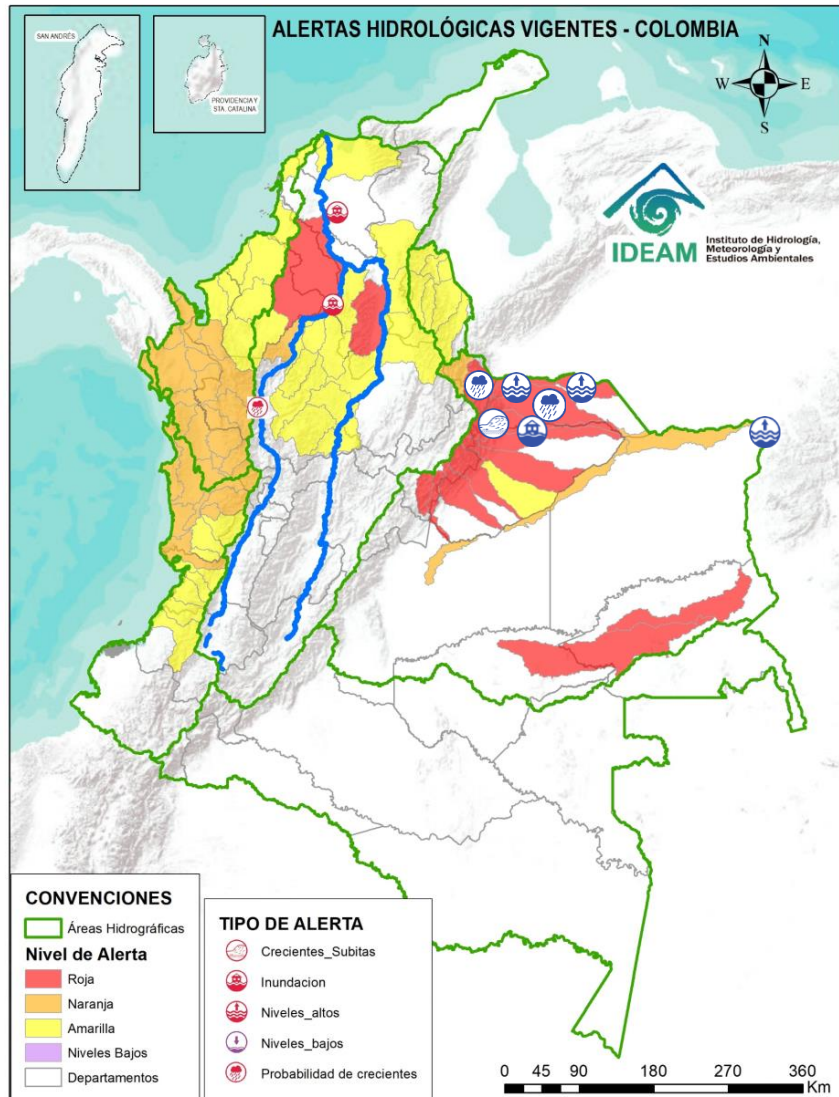 ALERTAS HIDROLÓGICAS VIGENTES - COLOMBIA
SAN ANDRÉS
PROVIDENCIA Y
STA. CATALINA
N
W
E
S
IDEAM
Instituto de Hidrología,
Meteorología y
Estudios Ambientales
CONVENCIONES
Áreas Hidrográficas
Nivel de Alerta
Roja
Naranja
Amarilla
Niveles Bajos
Departamentos
TIPO DE ALERTA
Crecientes_Subitas
Inundacion
Niveles_altos
Niveles_bajos
Probabilidad de crecientes
0 45 90 180 270 360
Km